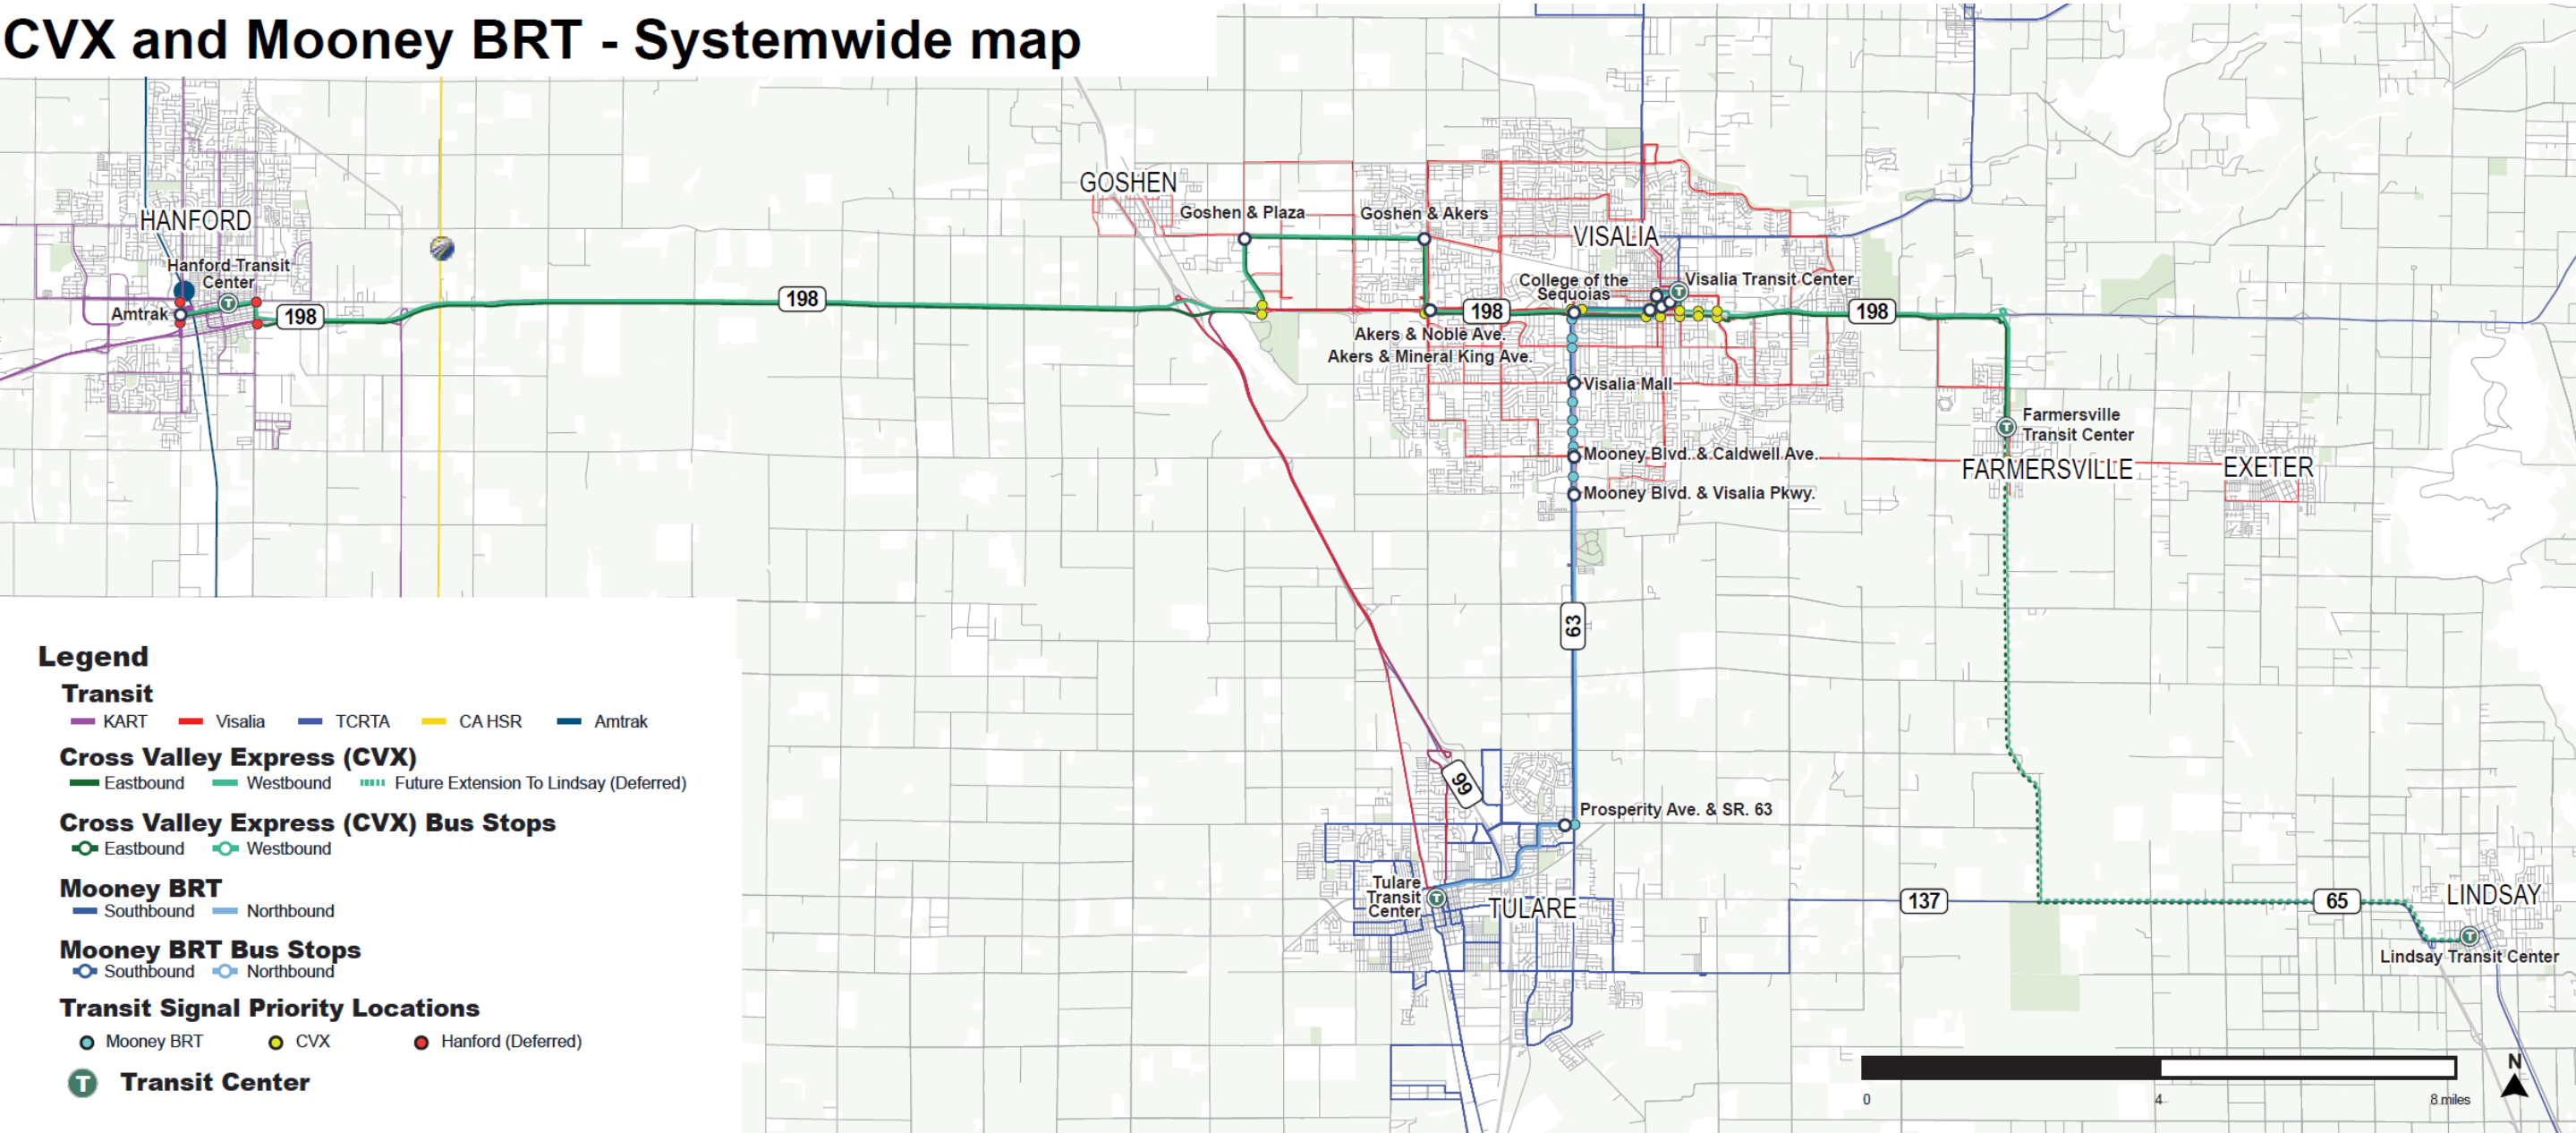 CVX and Mooney BRT - Systemwide map
GOSHEN
HANFORD
Goshen & Plaza
Goshen & Akers
VISALIA
Hanford Transit
Center
T
Amtrak
198
198
College of the
Sequoias
198
Visalia Transit Center
T
198
Akers & Noble Ave.
Akers & Mineral King Ave.
Visalia Mall
Farmersville
Transit Center
T
Mooney Blvd. & Caldwell Ave.
FARMERSVILLE
EXETER
Mooney Blvd. & Visalia Pkwy.
63
99
Prosperity Ave. & SR. 63
Tulare
Transit
Center
T
TULARE
137
65
LINDSAY
T
Lindsay Transit Center
Legend
Transit
KART
Visalia
TCRTA
CA HSR
Amtrak
Cross Valley Express (CVX)
Eastbound
Westbound
Future Extension To Lindsay (Deferred)
Cross Valley Express (CVX) Bus Stops
Eastbound
Westbound
Mooney BRT
Southbound
Northbound
Mooney BRT Bus Stops
Southbound
Northbound
Transit Signal Priority Locations
Mooney BRT
CVX
Hanford (Deferred)
T Transit Center
N
0
4
8 miles